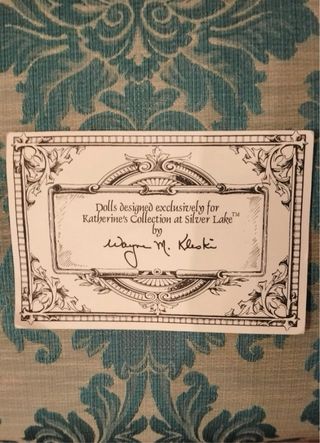 Dolls designed exclusively for
Katherine's Collection at Silver Lake™
by
Wayne M. Kleski